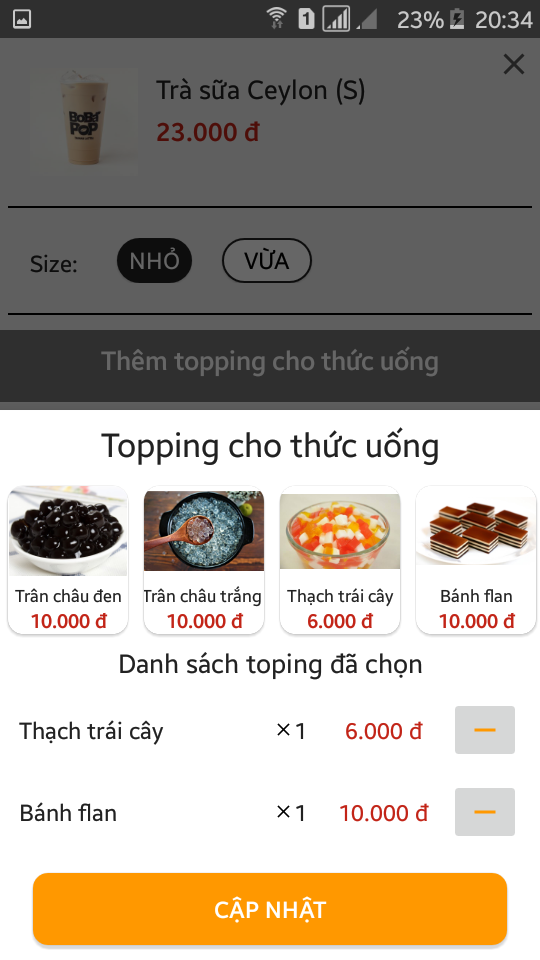 1 23% 20:34
Trà sữa Ceylon (S)
23.000 đ
BoBa
POP
Size: NHỎ VỪA
Thêm topping cho thức uống
Topping cho thức uống
Trân châu đen Trân châu trắng Thạch trái cây Bánh flan
10.000 đ 10.000 đ 6.000 đ 10.000 đ
Danh sách toping đã chọn
Thạch trái cây ×1 6.000 đ
Bánh flan ×1 10.000 đ
CẬP NHẬT